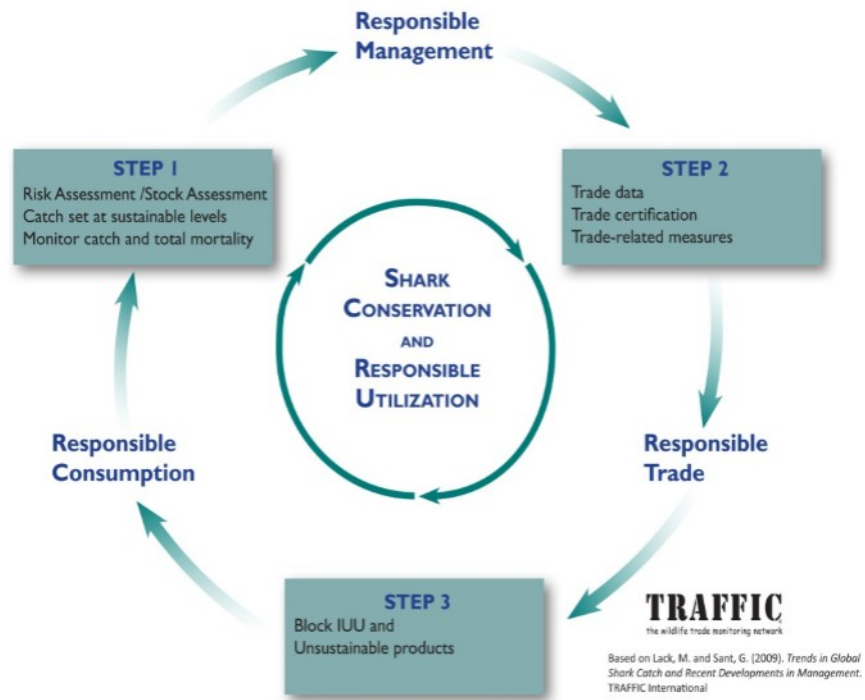 Responsible
Management
STEP 1
Risk Assessment /Stock Assessment
Catch set at sustainable levels
Monitor catch and total mortality
STEP 2
Trade data
Trade certification
Trade-related measures
SHARK
CONSERVATION
AND
RESPONSIBLE
UTILIZATION
Responsible
Consumption
Responsible
Trade
STEP 3
Block IUU and
Unsustainable products
TRAFFIC
the wildlife trade monitoring network
Based on Lack, M. and Sant, G. (2009). Trends in Global
Shark Catch and Recent Developments in Management.
TRAFFIC International